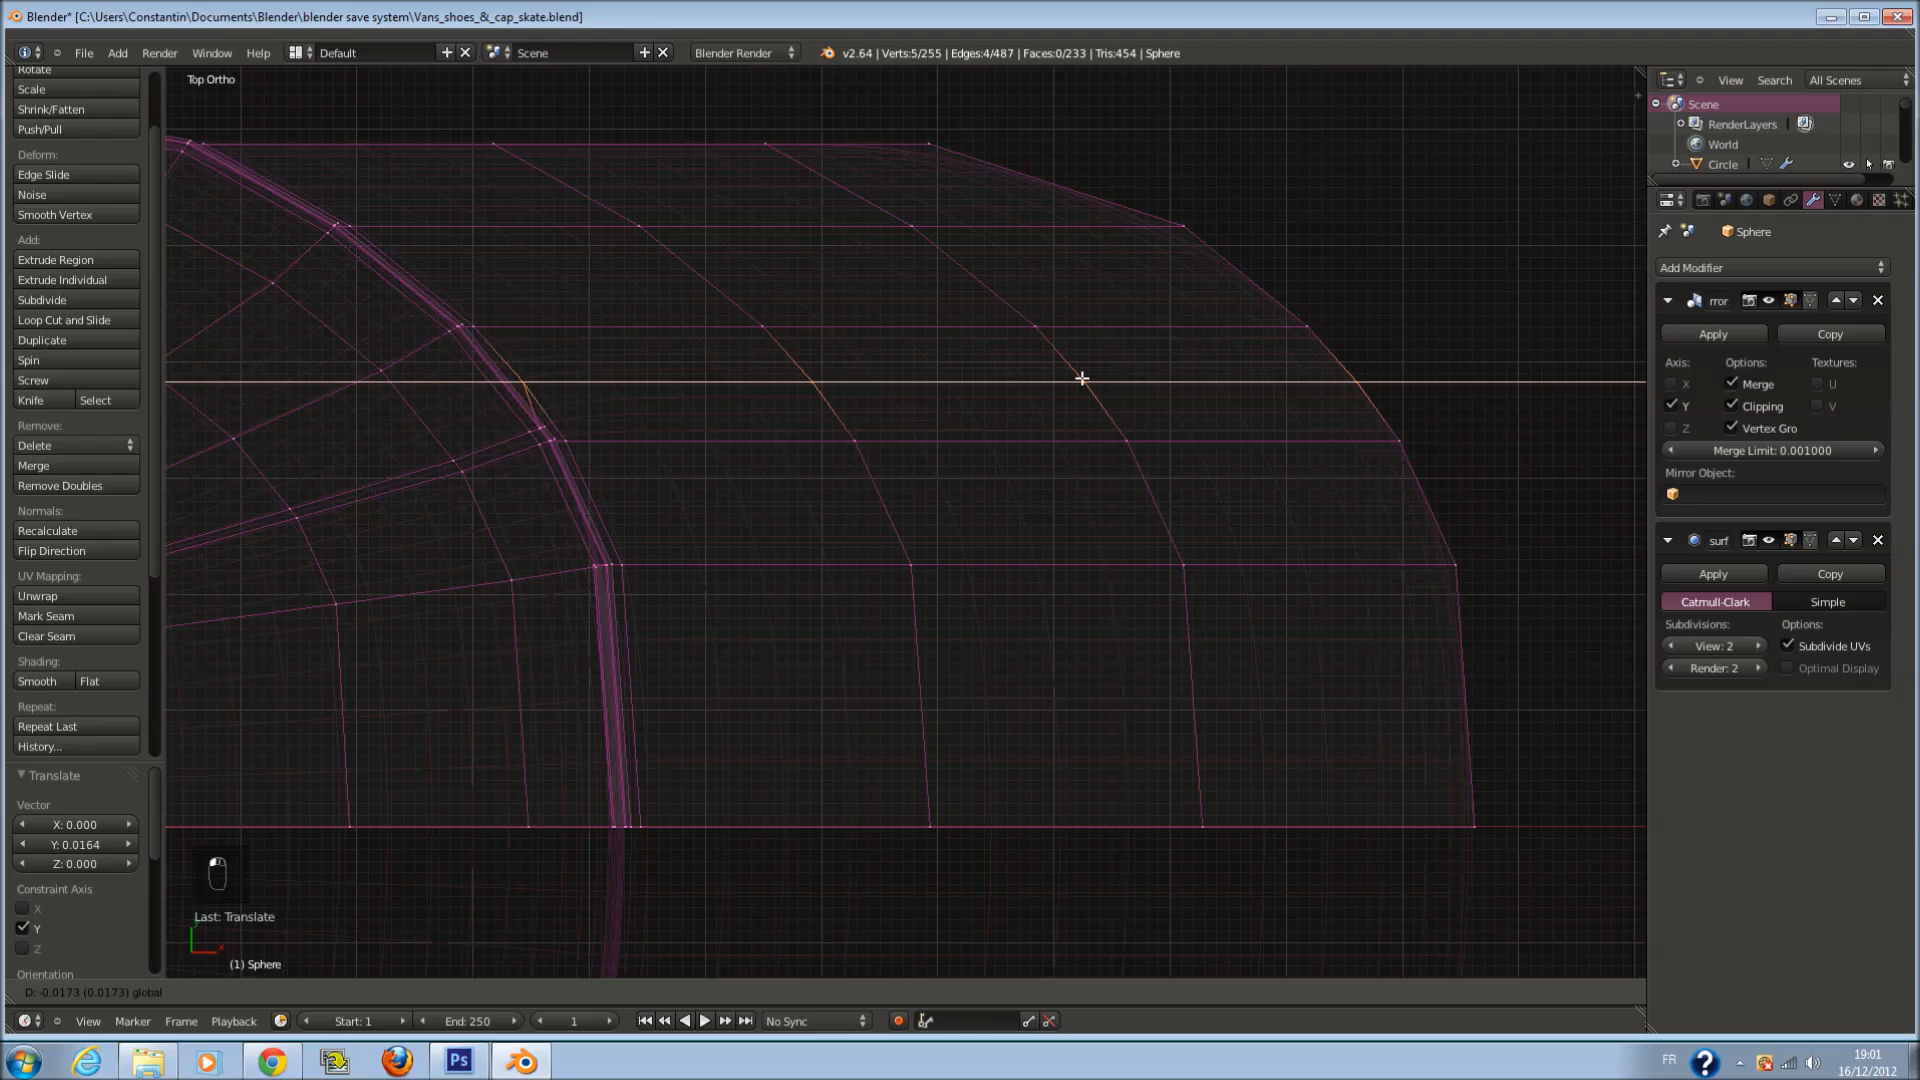 Blender* [C:\Users\Constantin\Documents\Blender\blender save system\Vans_shoes_&_cap_skate.blend]
File Add Render Window Help Default Scene Blender Render v2.64 | Verts:5/255 | Edges:4/487 | Faces:0/233 | Tris:454 | Sphere
Rotate
Scale
Shrink/Fatten
Push/Pull
Deform:
Edge Slide
Noise
Smooth Vertex
Add:
Extrude Region
Extrude Individual
Subdivide
Loop Cut and Slide
Duplicate
Spin
Screw
Knife Select
Remove:
Delete
Merge
Remove Doubles
Normals:
Recalculate
Flip Direction
UV Mapping:
Unwrap
Mark Seam
Clear Seam
Shading:
Smooth Flat
Repeat:
Repeat Last
History...
Translate
Vector
X: 0.000
Y: 0.0164
Z: 0.000
Constraint Axis
X
Y
Z
Orientation
Top Ortho
Last: Translate
y
x
(1) Sphere
D: -0.0173 (0.0173) global
View Search All Scenes
Scene
RenderLayers
World
Circle
Sphere
Add Modifier
rror
Apply Copy
Axis: Options: Textures:
X Merge U
Y Clipping V
Z Vertex Gro
Merge Limit: 0.001000
Mirror Object:
surf
Apply Copy
Catmull-Clark Simple
Subdivisions: Options:
View: 2 Subdivide UVs
Render: 2 Optimal Display
View Marker Frame Playback Start: 1 End: 250 1 No Sync
Ps
FR
?
19:01
16/12/2012